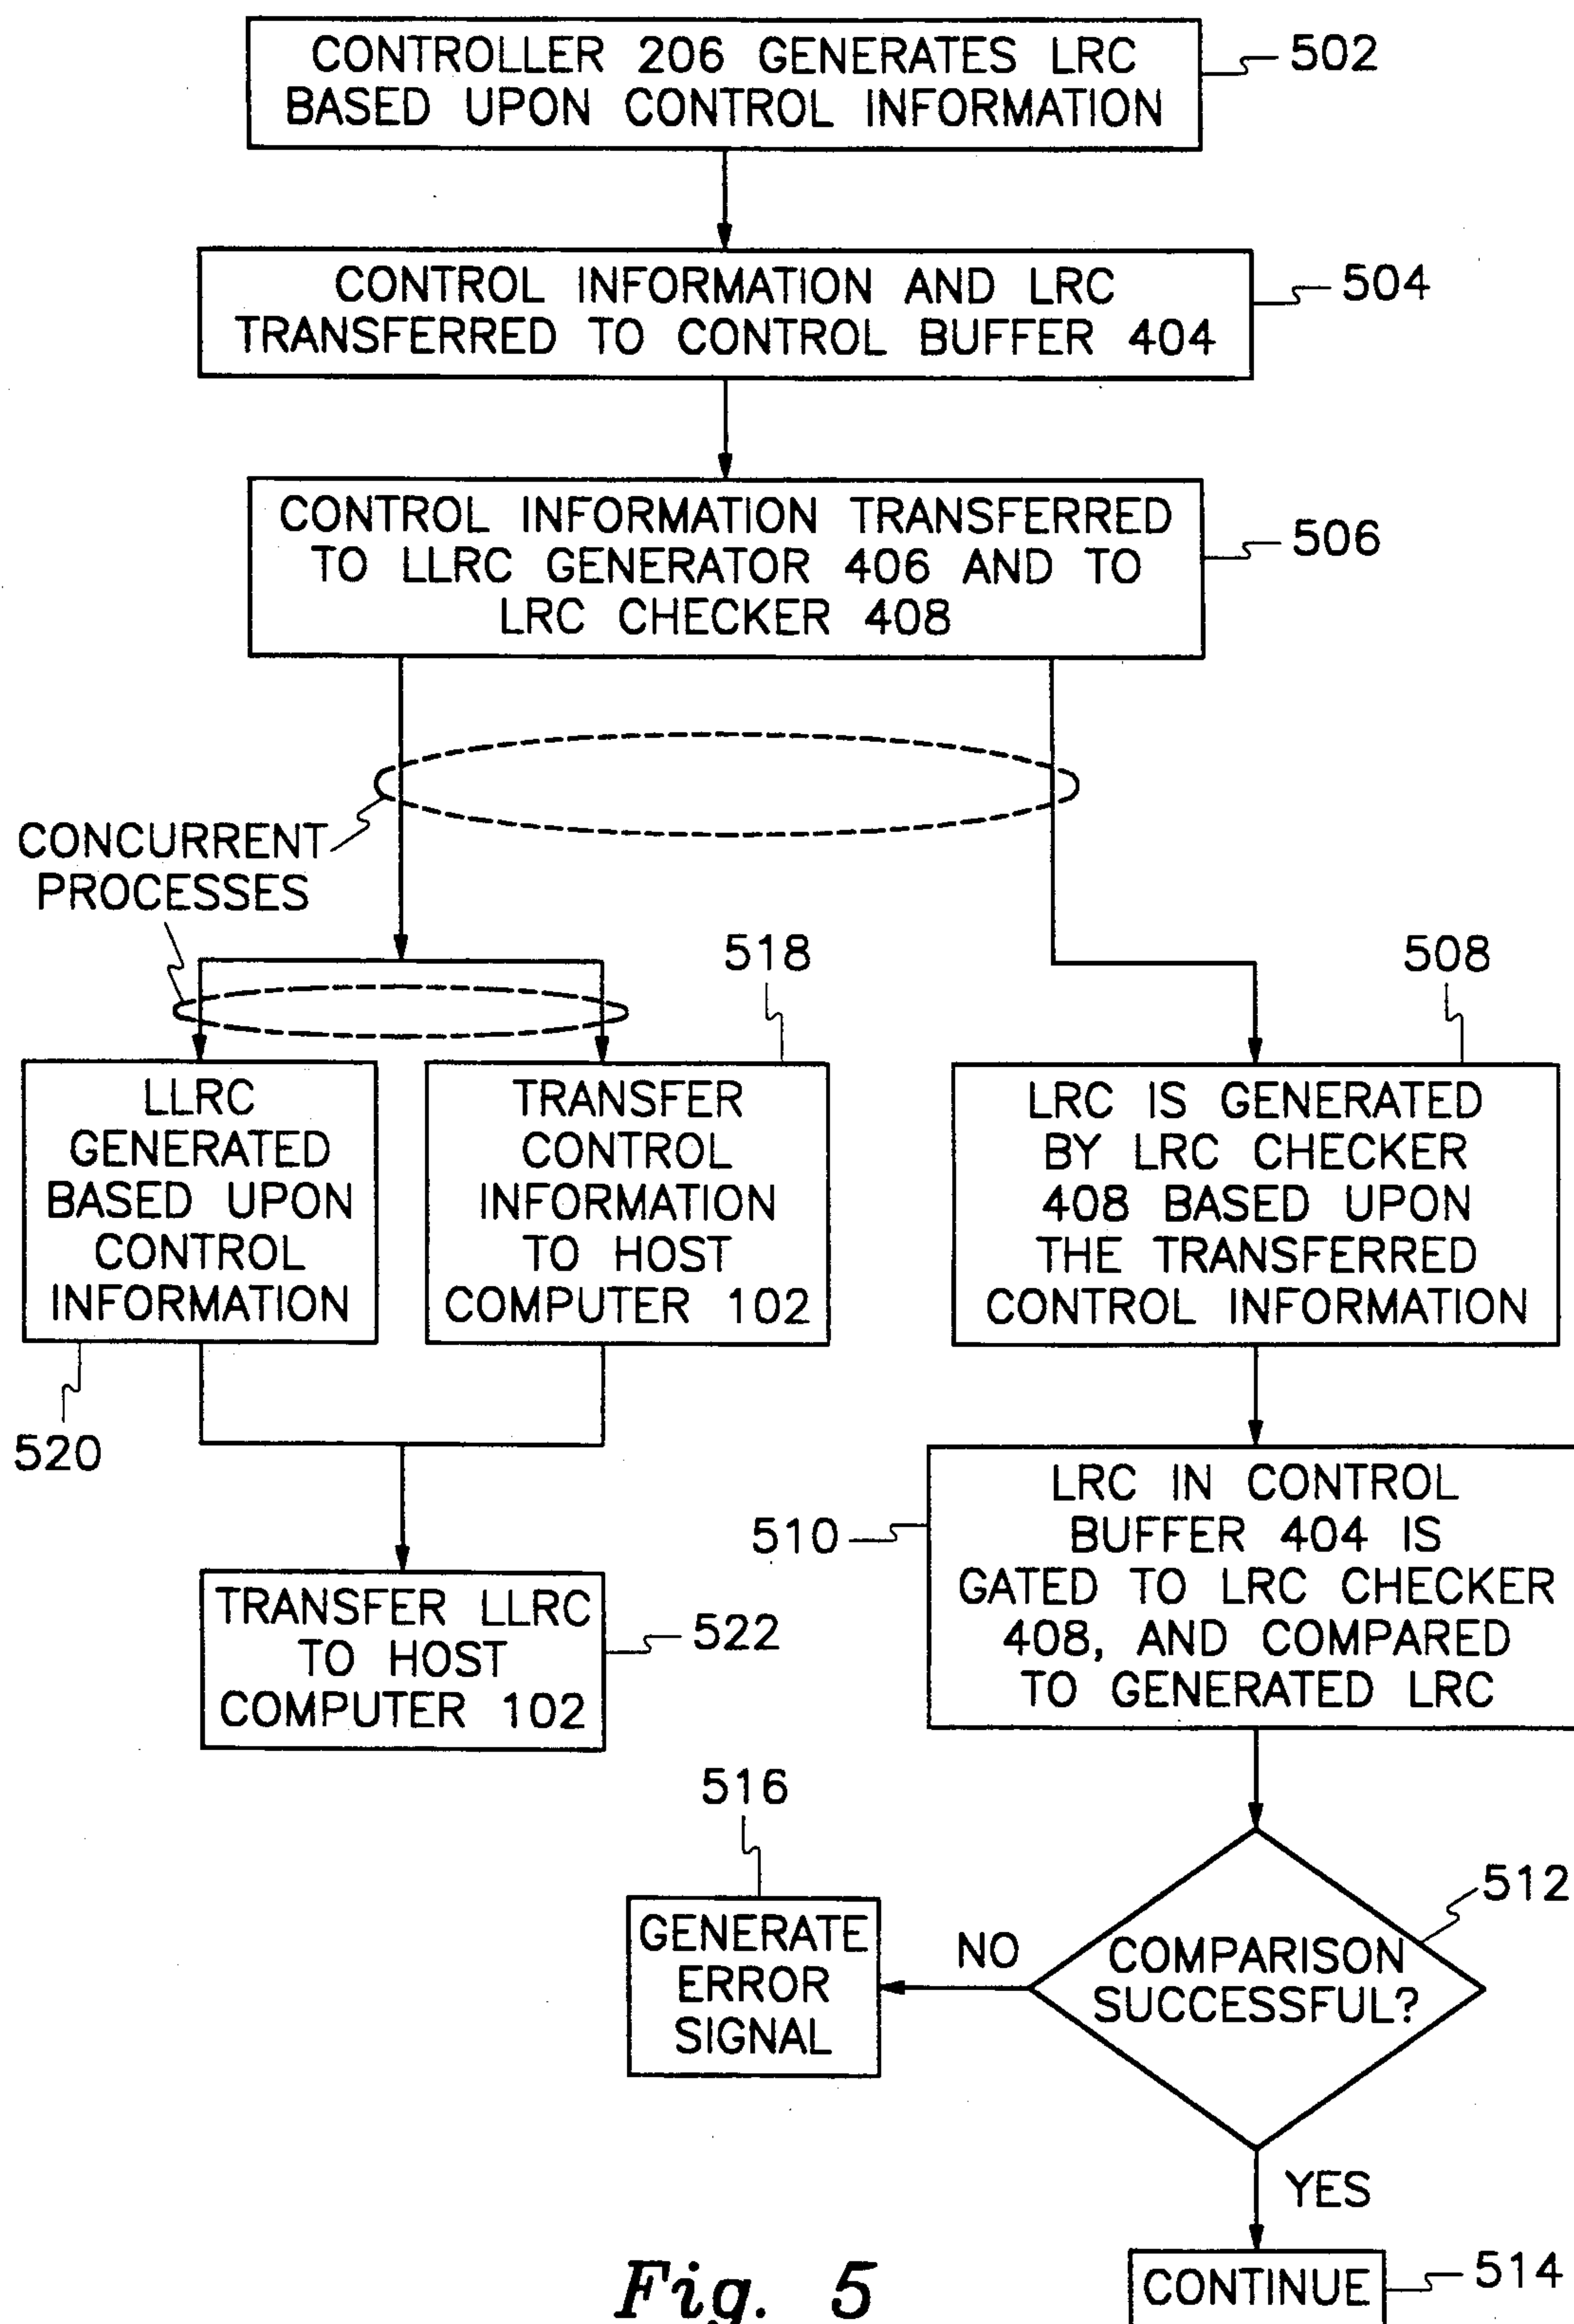 CONTROLLER 206 GENERATES LRC
BASED UPON CONTROL INFORMATION
502
CONTROL INFORMATION AND LRC
TRANSFERRED TO CONTROL BUFFER 404
504
CONTROL INFORMATION TRANSFERRED
TO LLRC GENERATOR 406 AND TO
LRC CHECKER 408
506
CONCURRENT
PROCESSES
518
508
LLRC
GENERATED
BASED UPON
CONTROL
INFORMATION
520
TRANSFER
CONTROL
INFORMATION
TO HOST
COMPUTER 102
LRC IS GENERATED
BY LRC CHECKER
408 BASED UPON
THE TRANSFERRED
CONTROL INFORMATION
TRANSFER LLRC
TO HOST
COMPUTER 102
522
510
LRC IN CONTROL
BUFFER 404 IS
GATED TO LRC CHECKER
408, AND COMPARED
TO GENERATED LRC
516
GENERATE
ERROR
SIGNAL
NO
COMPARISON
SUCCESSFUL?
512
YES
CONTINUE
514
Fig. 5